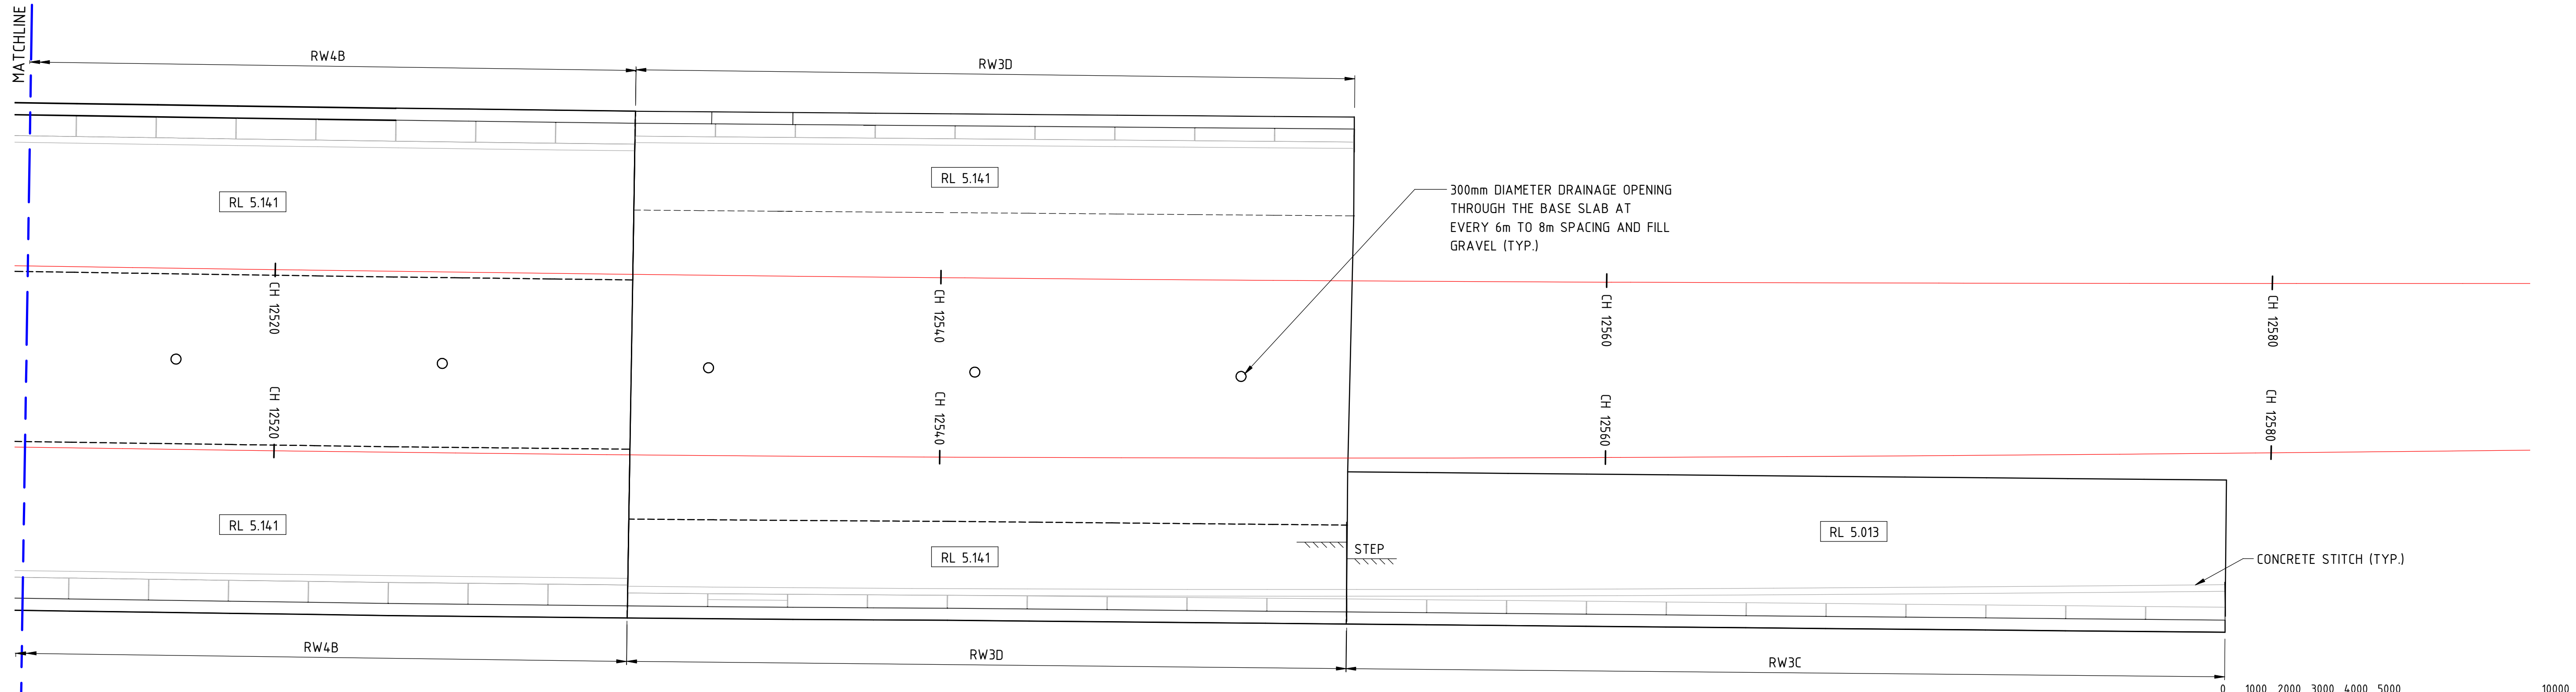 MATCHLINE
RW4B
RW3D
RL 5.141
RL 5.141
300mm DIAMETER DRAINAGE OPENING
THROUGH THE BASE SLAB AT
EVERY 6m TO 8m SPACING AND FILL
GRAVEL (TYP.)
CH 12520
CH 12540
CH 12560
CH 12580
CH 12520
CH 12540
CH 12560
CH 12580
RL 5.141
RL 5.141
STEP
RL 5.013
CONCRETE STITCH (TYP.)
RW4B
RW3D
RW3C
0 1000 2000 3000 4000 5000 10000